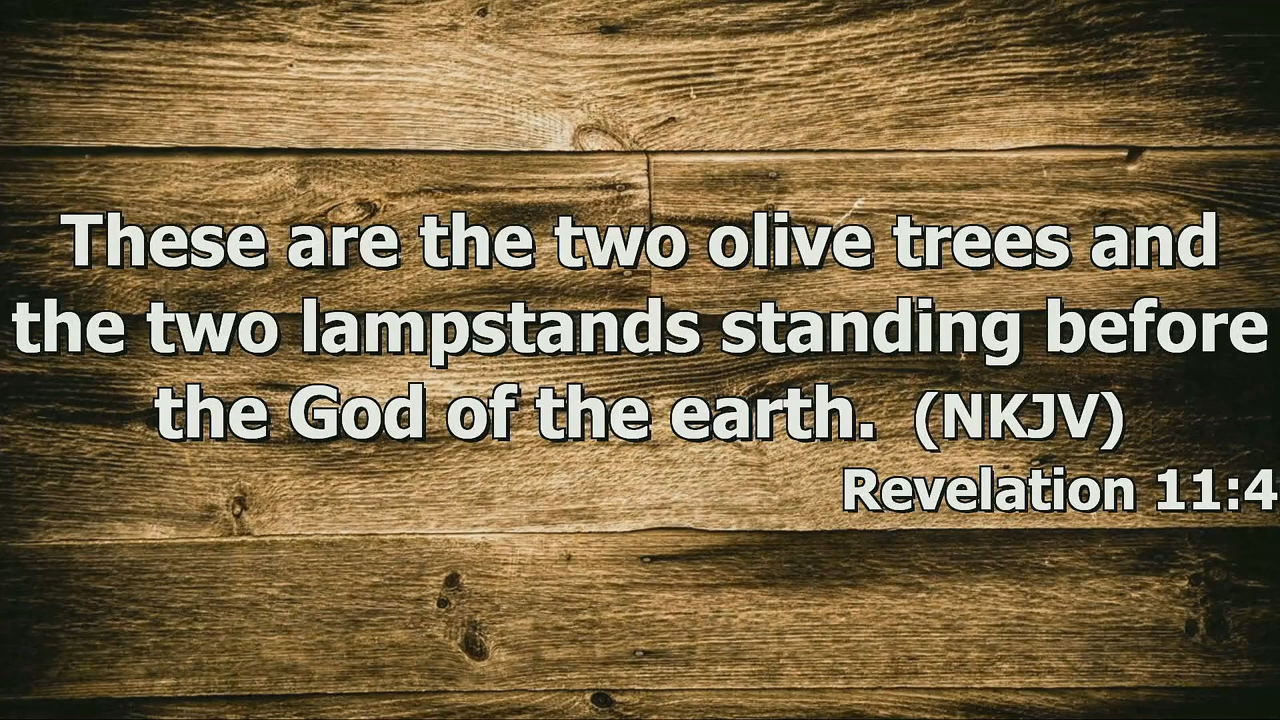 These are the two olive trees and
the two lampstands standing before
the God of the earth. (NKJV)
Revelation 11:4